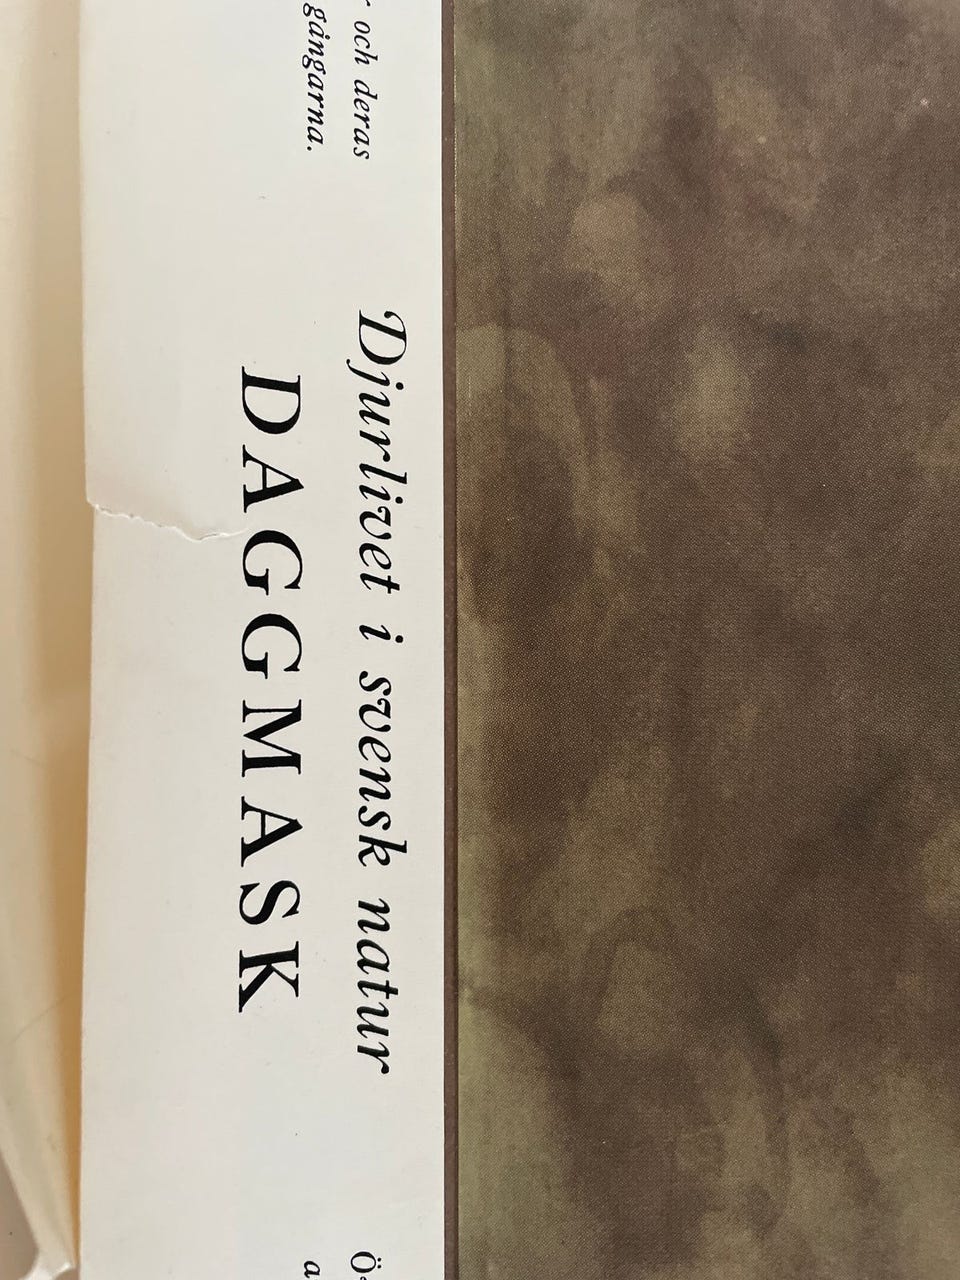 och deras
gångarna.
Djurlivet i svensk natur
DAGGMASK